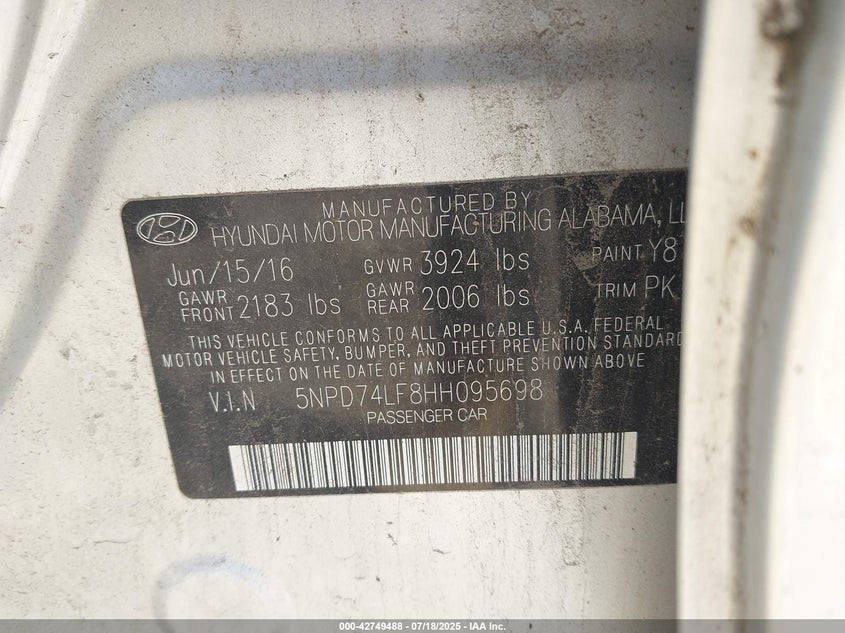 MANUFACTURED BY
HYUNDAI MOTOR MANUFACTURING ALABAMA, LL
Jun/15/16 GVWR 3924 lbs PAINT Y8
GAWR FRONT 2183 lbs GAWR REAR 2006 lbs TRIM PK
THIS VEHICLE CONFORMS TO ALL APPLICABLE U.S.A. FEDERAL
MOTOR VEHICLE SAFETY, BUMPER, AND THEFT PREVENTION STANDARD
IN EFFECT ON THE DATE OF MANUFACTURE SHOWN ABOVE
V.I.N 5NPD74LF8HH095698
PASSENGER CAR
000-42749488 - 07/18/2025 - IAA Inc.